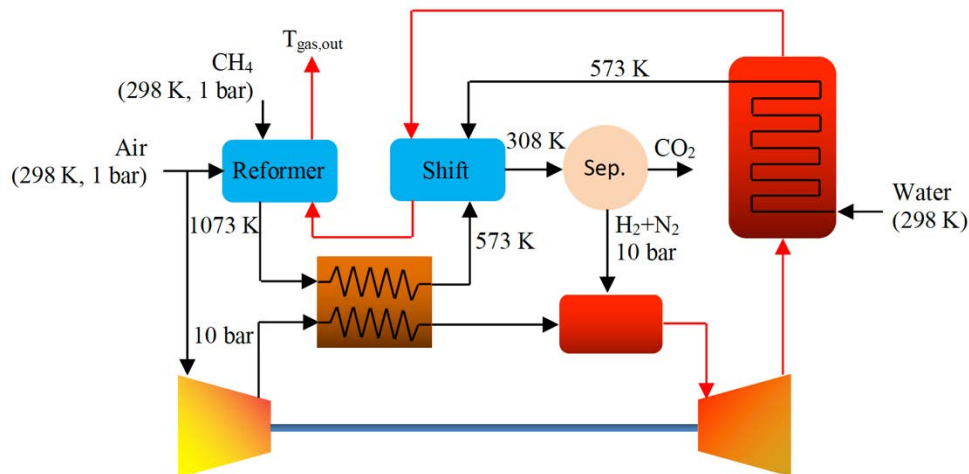 T₍gas,out₎
CH₄
(298 K, 1 bar)
573 K
Air
(298 K, 1 bar)
Reformer
Shift
308 K
Sep.
CO₂
Water
(298 K)
1073 K
573 K
H₂+N₂
10 bar
10 bar